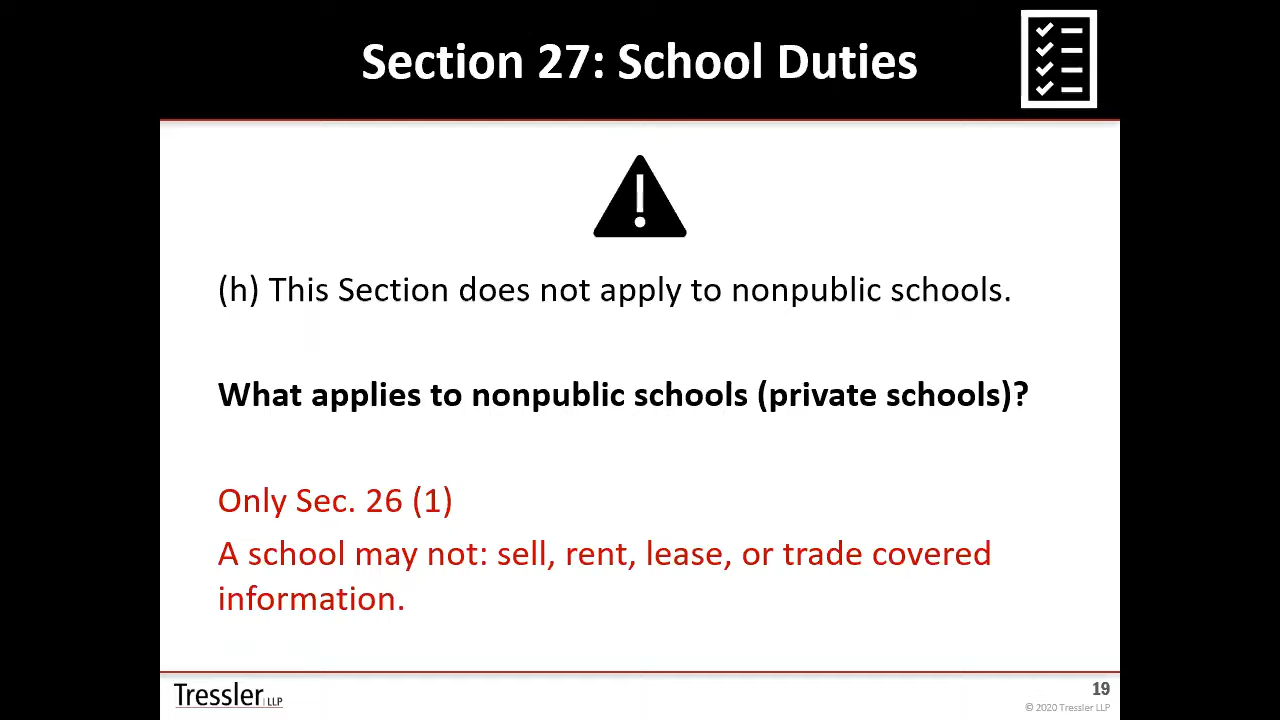 Section 27: School Duties
(h) This Section does not apply to nonpublic schools.
What applies to nonpublic schools (private schools)?
Only Sec. 26 (1)
A school may not: sell, rent, lease, or trade covered
information.
Tressler LLP
19
© 2020 Tressler LLP